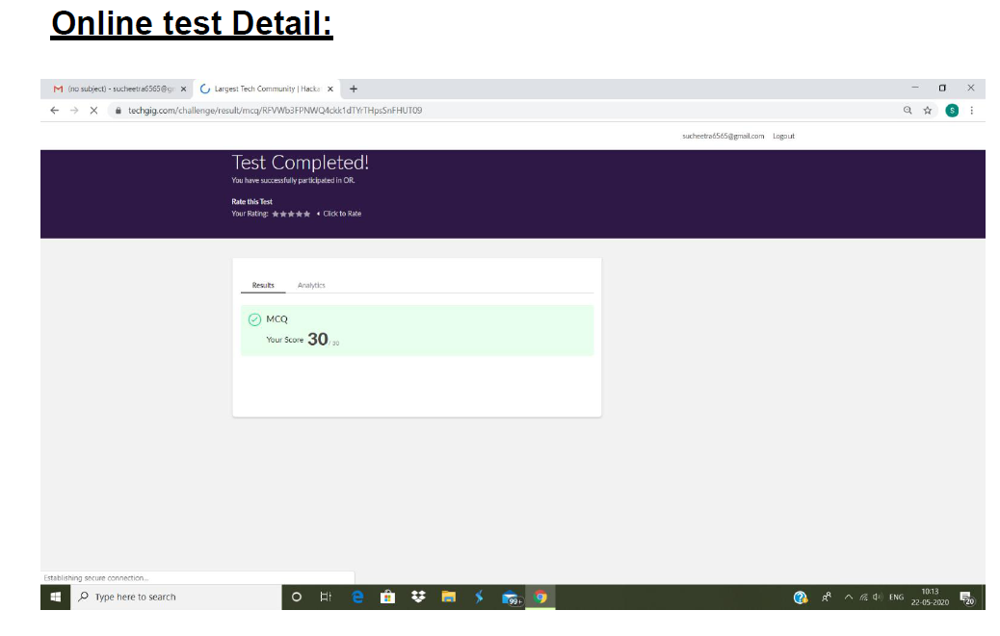 Online test Detail:
(no subject) - sucheetra6565@g
Largest Tech Community | Hacke
techgig.com/challenge/result/mcq/RFVWb3FPNWQ4ckk1dTYrTHpsSnFHUT09
S
sucheetra6565@gmail.com Logout
Test Completed!
You have successfully participated in OR.
Rate this Test
Your Rating: Click to Rate
Results Analytics
MCQ
Your Score 30 / 30
Establishing secure connection...
Type here to search
99+
ENG
10:13
22-05-2020
20